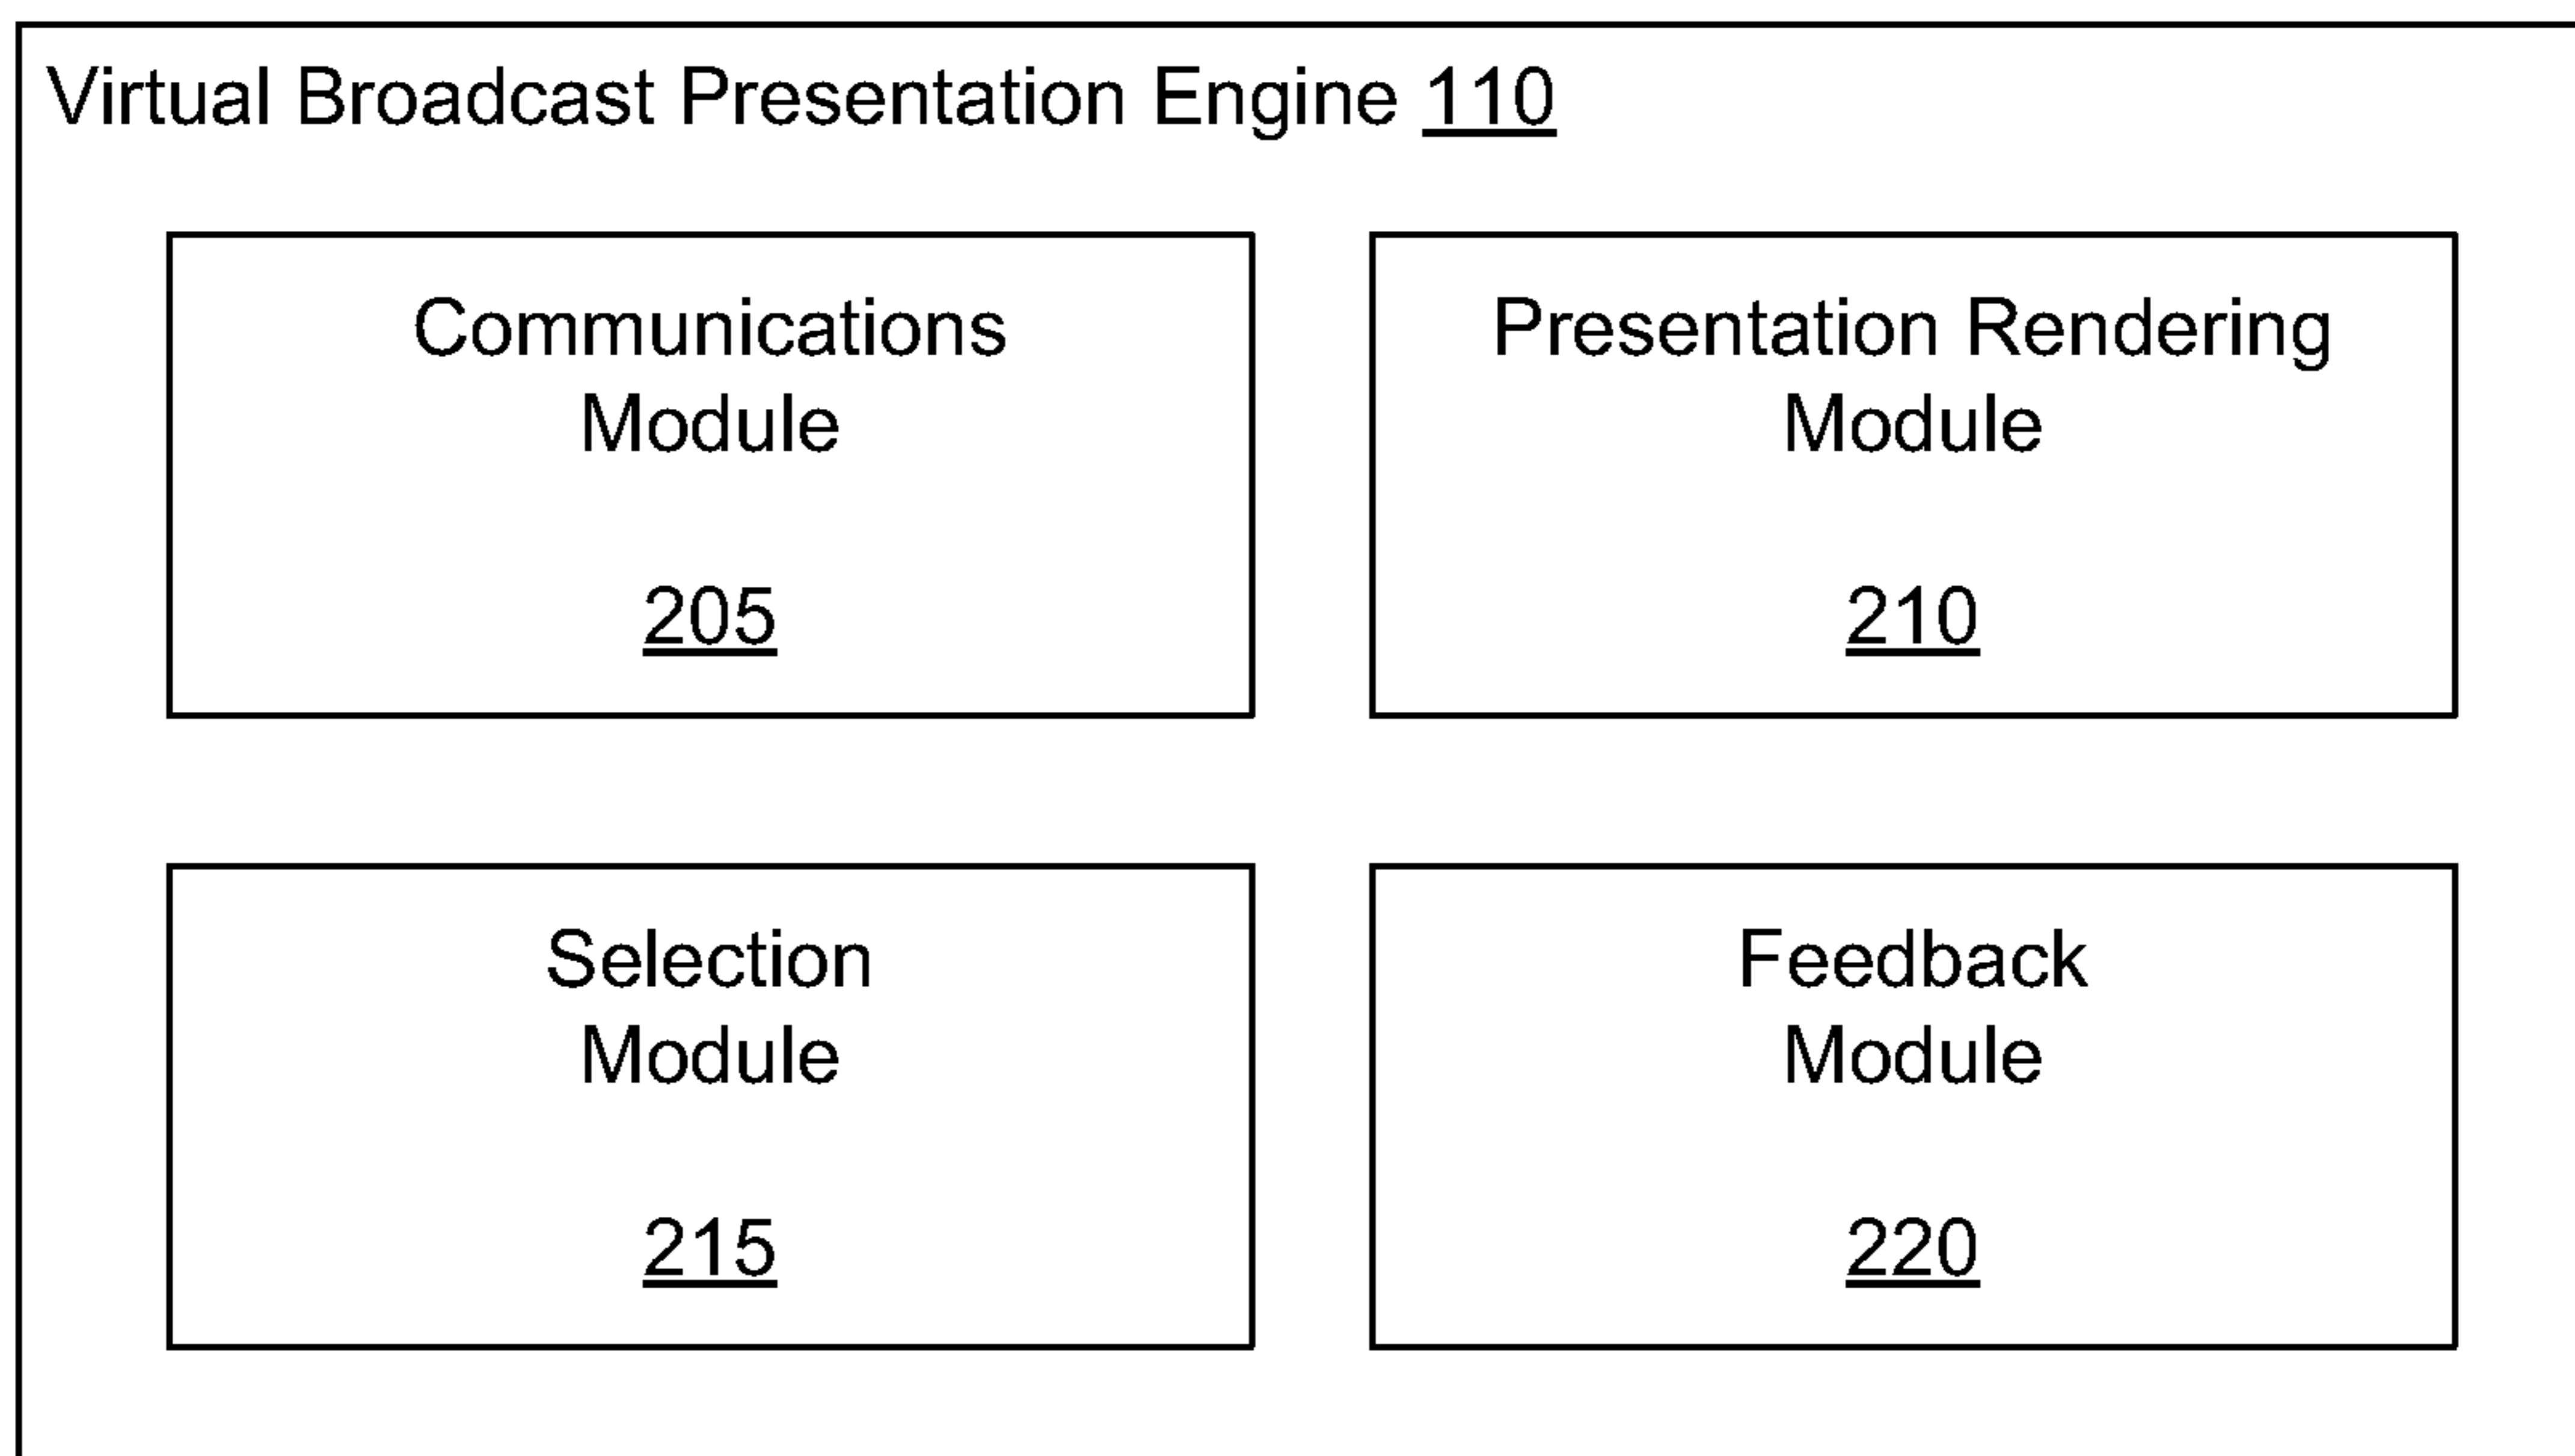 Virtual Broadcast Presentation Engine 110
Communications
Module
205
Presentation Rendering
Module
210
Selection
Module
215
Feedback
Module
220